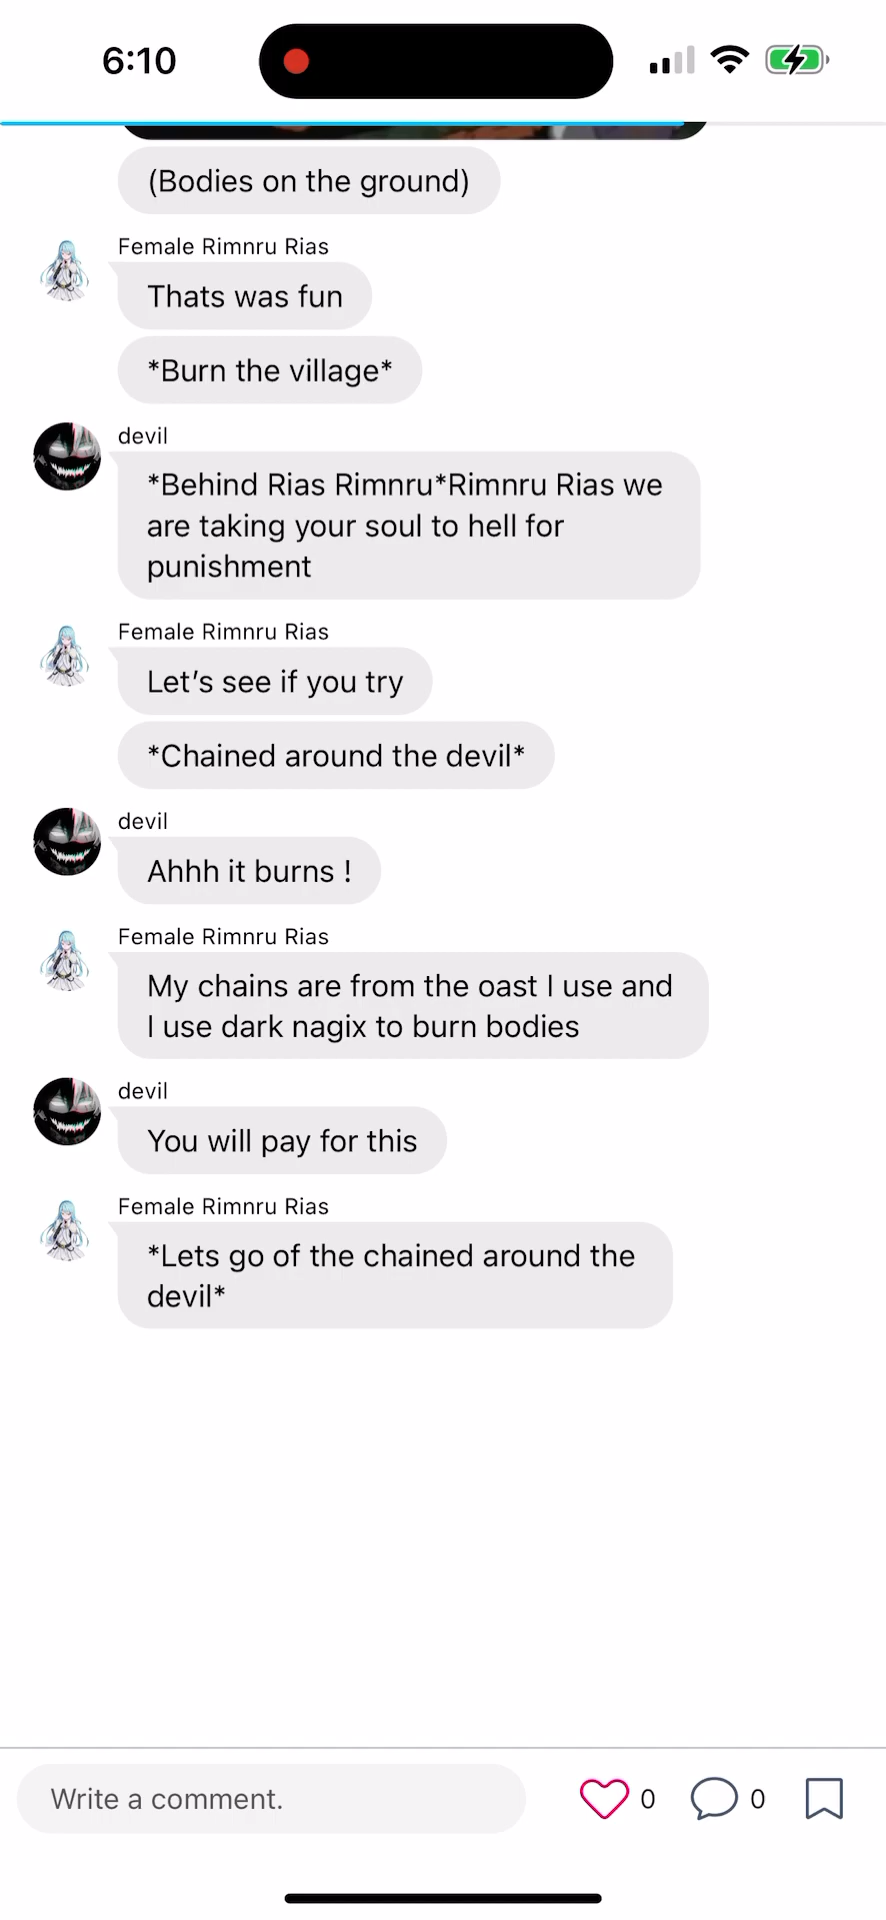 6:10
(Bodies on the ground)
Female Rimnru Rias
Thats was fun
*Burn the village*
devil
*Behind Rias Rimnru*Rimnru Rias we
are taking your soul to hell for
punishment
Female Rimnru Rias
Let’s see if you try
*Chained around the devil*
devil
Ahhh it burns !
Female Rimnru Rias
My chains are from the oast I use and
I use dark nagix to burn bodies
devil
You will pay for this
Female Rimnru Rias
*Lets go of the chained around the
devil*
Write a comment.
0
0